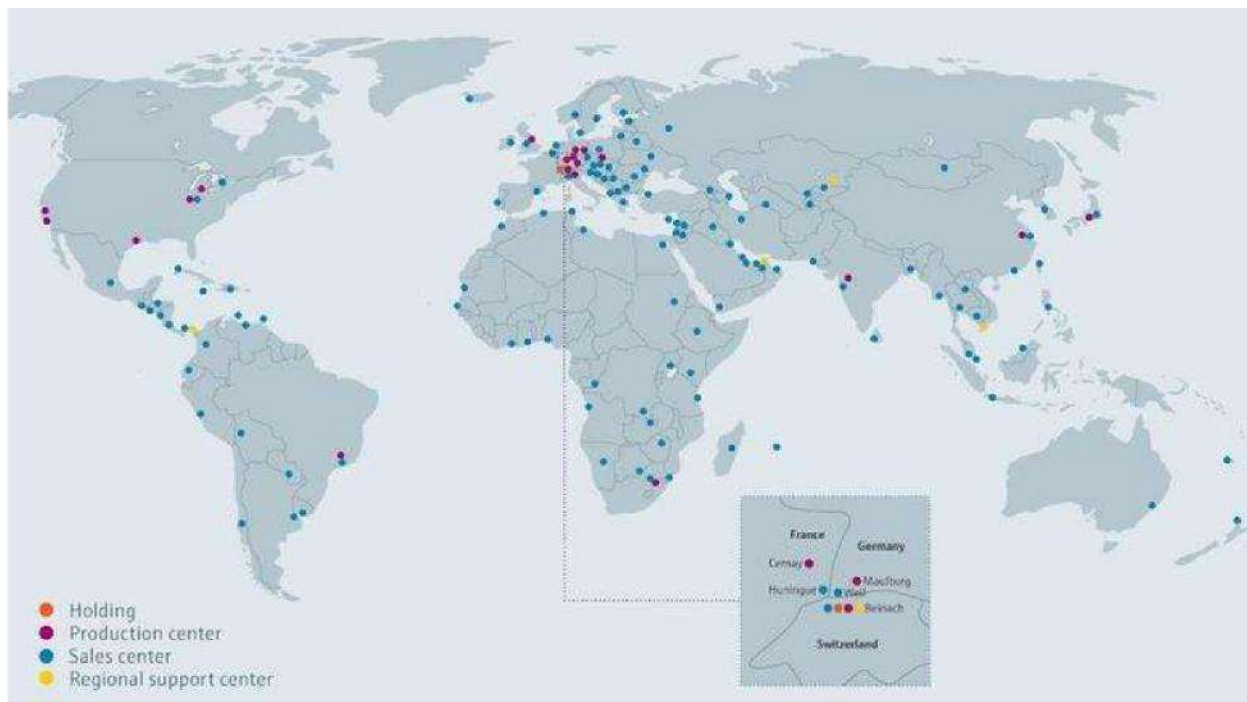 France
Germany
Cernay
Maulburg
Huningue
Weil
Reinach
Switzerland
Holding
Production center
Sales center
Regional support center